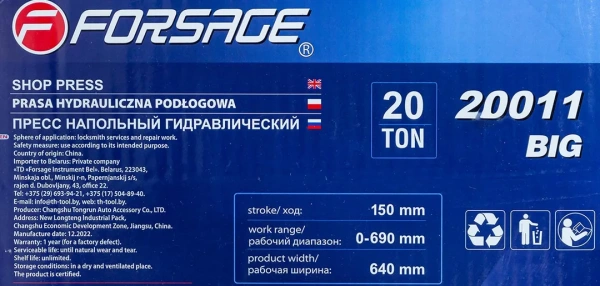 FORSAGE®
SHOP PRESS
PRASA HYDRAULICZNA PODŁOGOWA
ПРЕСС НАПОЛЬНЫЙ ГИДРАВЛИЧЕСКИЙ
20
TON
20011
BIG
Sphere of application: locksmith services and repair work.
Safety measure: use according to its intended purpose.
Country of origin: China.
Importer to Belarus: Private company
«TD «Forsage Instrument Bel». Belarus, 223043,
Minskaja obl., Minskij r-n, Papernjanskij s/s,
rajon d. Dubovljany, 43, office 22.
Tel: +375 (29) 693-94-21, +375 (17) 504-89-40.
E-mail: info@th-tool.by. web: th-tool.by.
Producer: Changshu Tongrun Auto Accessory Co., LTD.
Address: New Longteng Industrial Pack,
Changshu Economic Development Zone, Jiangsu, China.
Manufacture date: 12.2022.
Warranty: 1 year (for a factory defect).
Serviceable life: until natural wear and tear.
Shelf life: unlimited.
Storage conditions: in a dry and ventilated place.
The product is certified.
stroke/ ход: 150 mm
work range/
рабочий диапазон: 0-690 mm
product width/
рабочая ширина: 640 mm